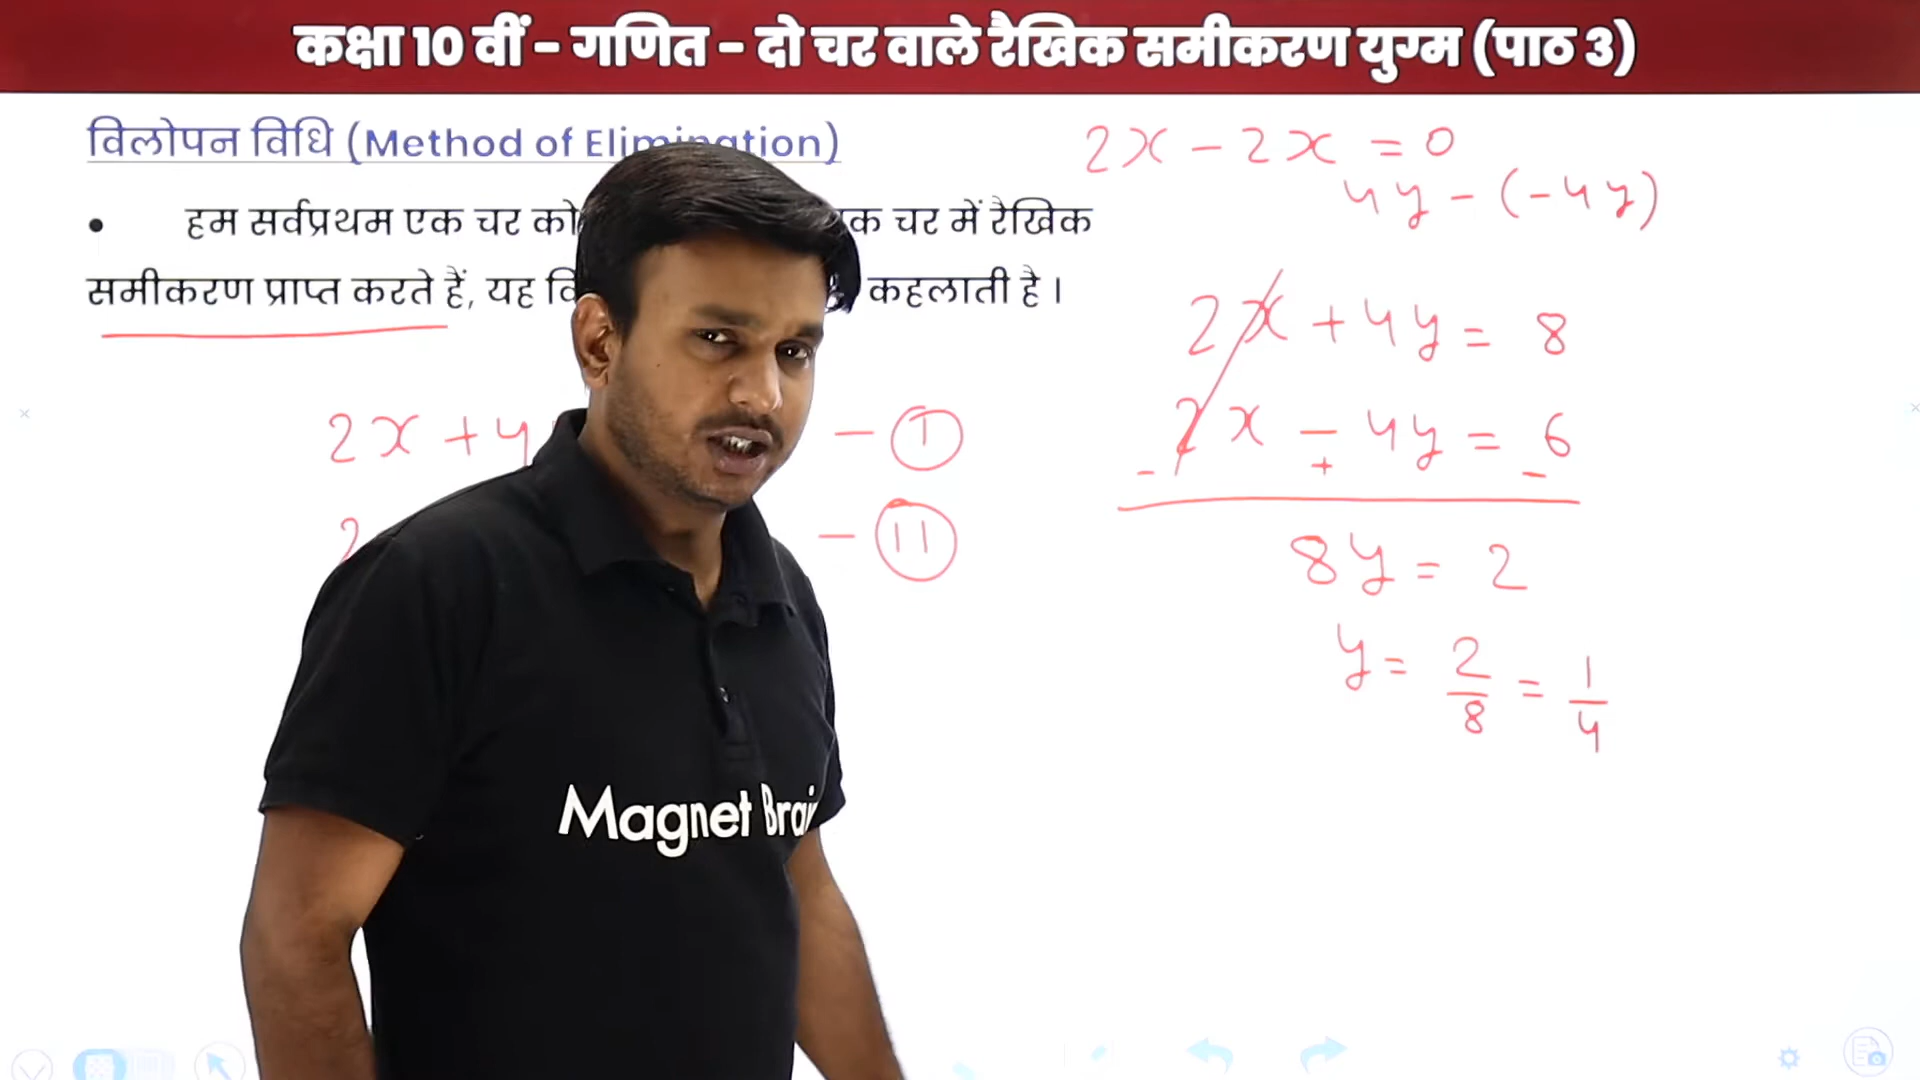 कक्षा 10 वीं – गणित – दो चर वाले रैखिक समीकरण युग्म (पाठ 3)
विलोपन विधि (Method of Elimination)
• हम सर्वप्रथम एक चर को क चर में रैखिक
समीकरण प्राप्त करते हैं, यह वि कहलाती है ।
2x + 4 – I
2 – II
2x – 2x = 0
4y – (–4y)
2x + 4y = 8
2x – 4y = 6
– + –
8y = 2
y = 2/8 = 1/4
Magnet Brai